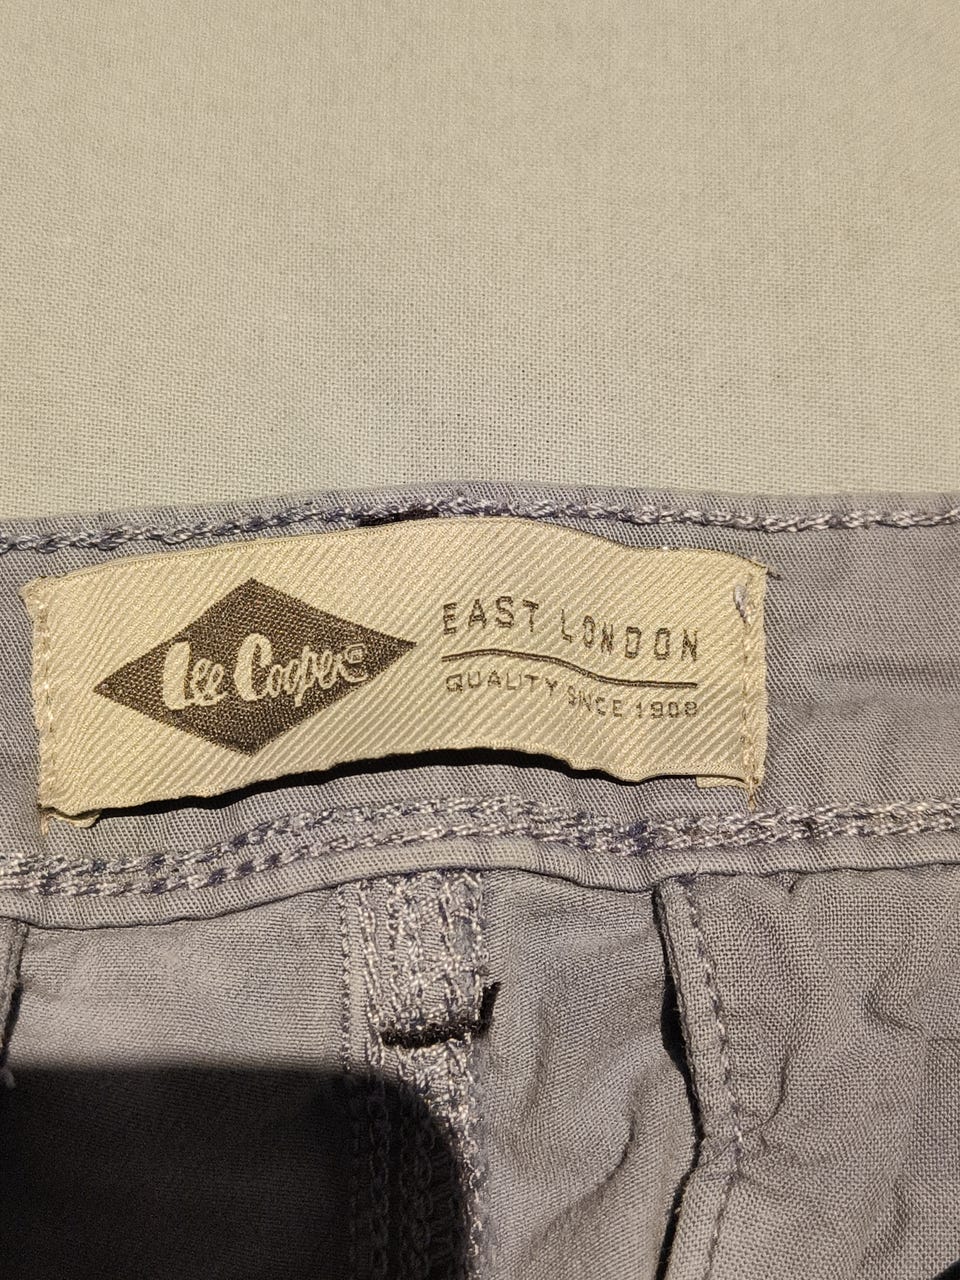 Lee Cooper®
EAST LONDON
QUALITY SINCE 1908